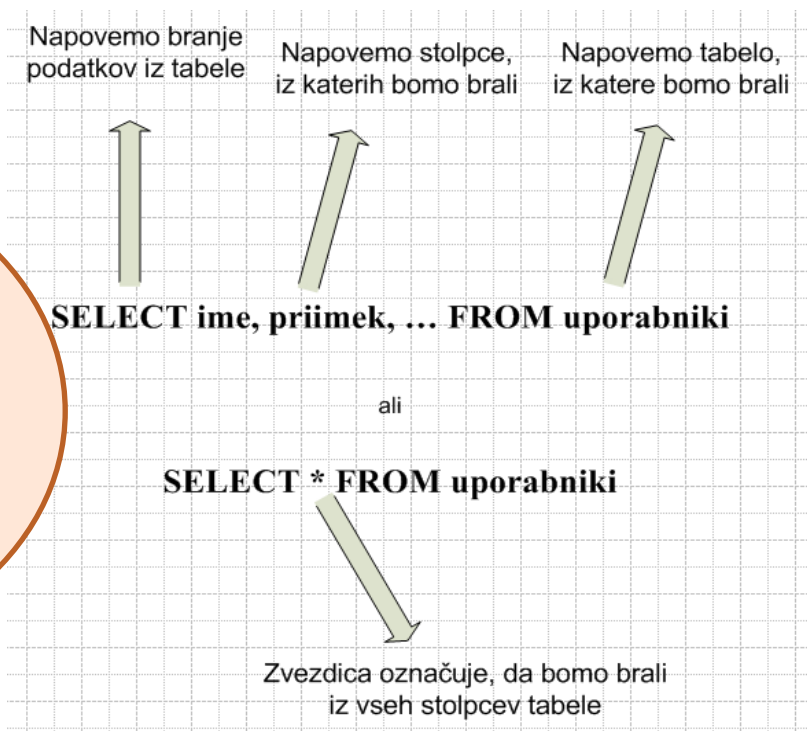 Napovemo branje
podatkov iz tabele
Napovemo stolpce,
iz katerih bomo brali
Napovemo tabelo,
iz katere bomo brali
SELECT ime, priimek, … FROM uporabniki
ali
SELECT * FROM uporabniki
Zvezdica označuje, da bomo brali
iz vseh stolpcev tabele